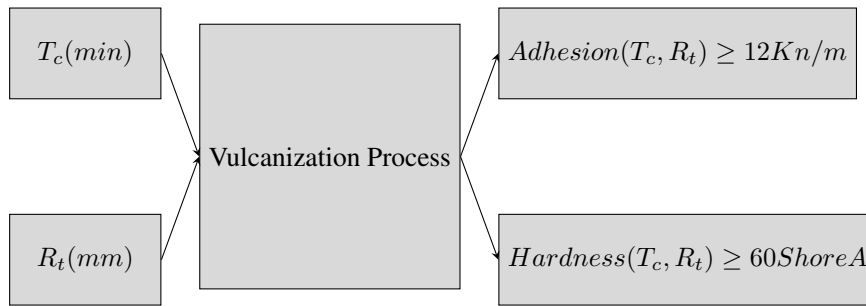 T_c(min)
Adhesion(T_c, R_t) ≥ 12Kn/m
Vulcanization Process
R_t(mm)
Hardness(T_c, R_t) ≥ 60ShoreA